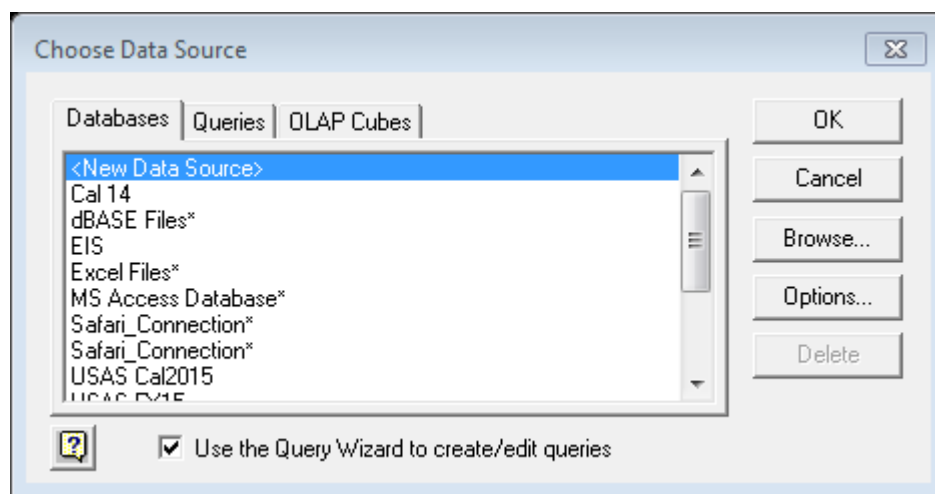 Choose Data Source
Databases
Queries
OLAP Cubes
<New Data Source>
Cal 14
dBASE Files*
EIS
Excel Files*
MS Access Database*
Safari_Connection*
Safari_Connection*
USAS Cal2015
OK
Cancel
Browse...
Options...
Delete
Use the Query Wizard to create/edit queries